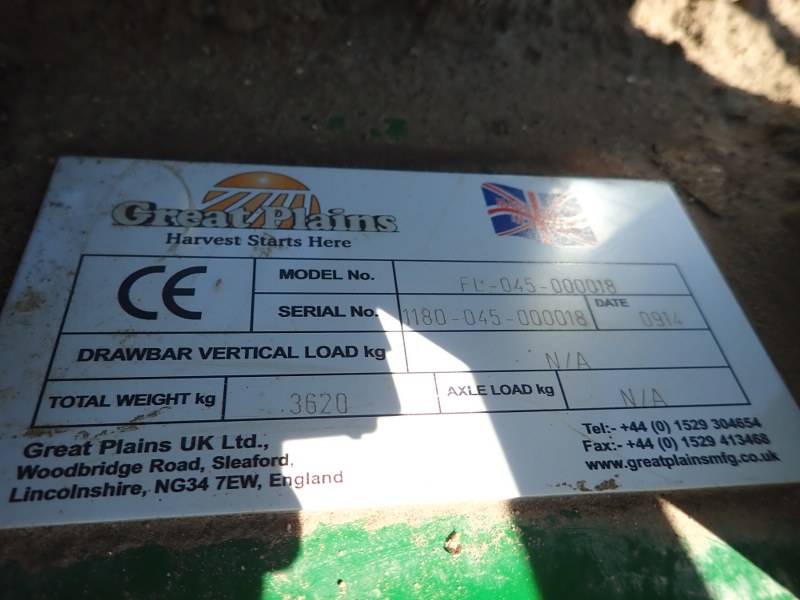 Great Plains
Harvest Starts Here
CE
MODEL No. -045-000018
SERIAL No. 1180-045-000018 DATE 0914
DRAWBAR VERTICAL LOAD kg N/A
TOTAL WEIGHT kg 3620 AXLE LOAD kg N/A
Great Plains UK Ltd.,
Woodbridge Road, Sleaford,
Lincolnshire, NG34 7EW, England
Tel:- +44 (0) 1529 304654
Fax:- +44 (0) 1529 413468
www.greatplainsmfg.co.uk